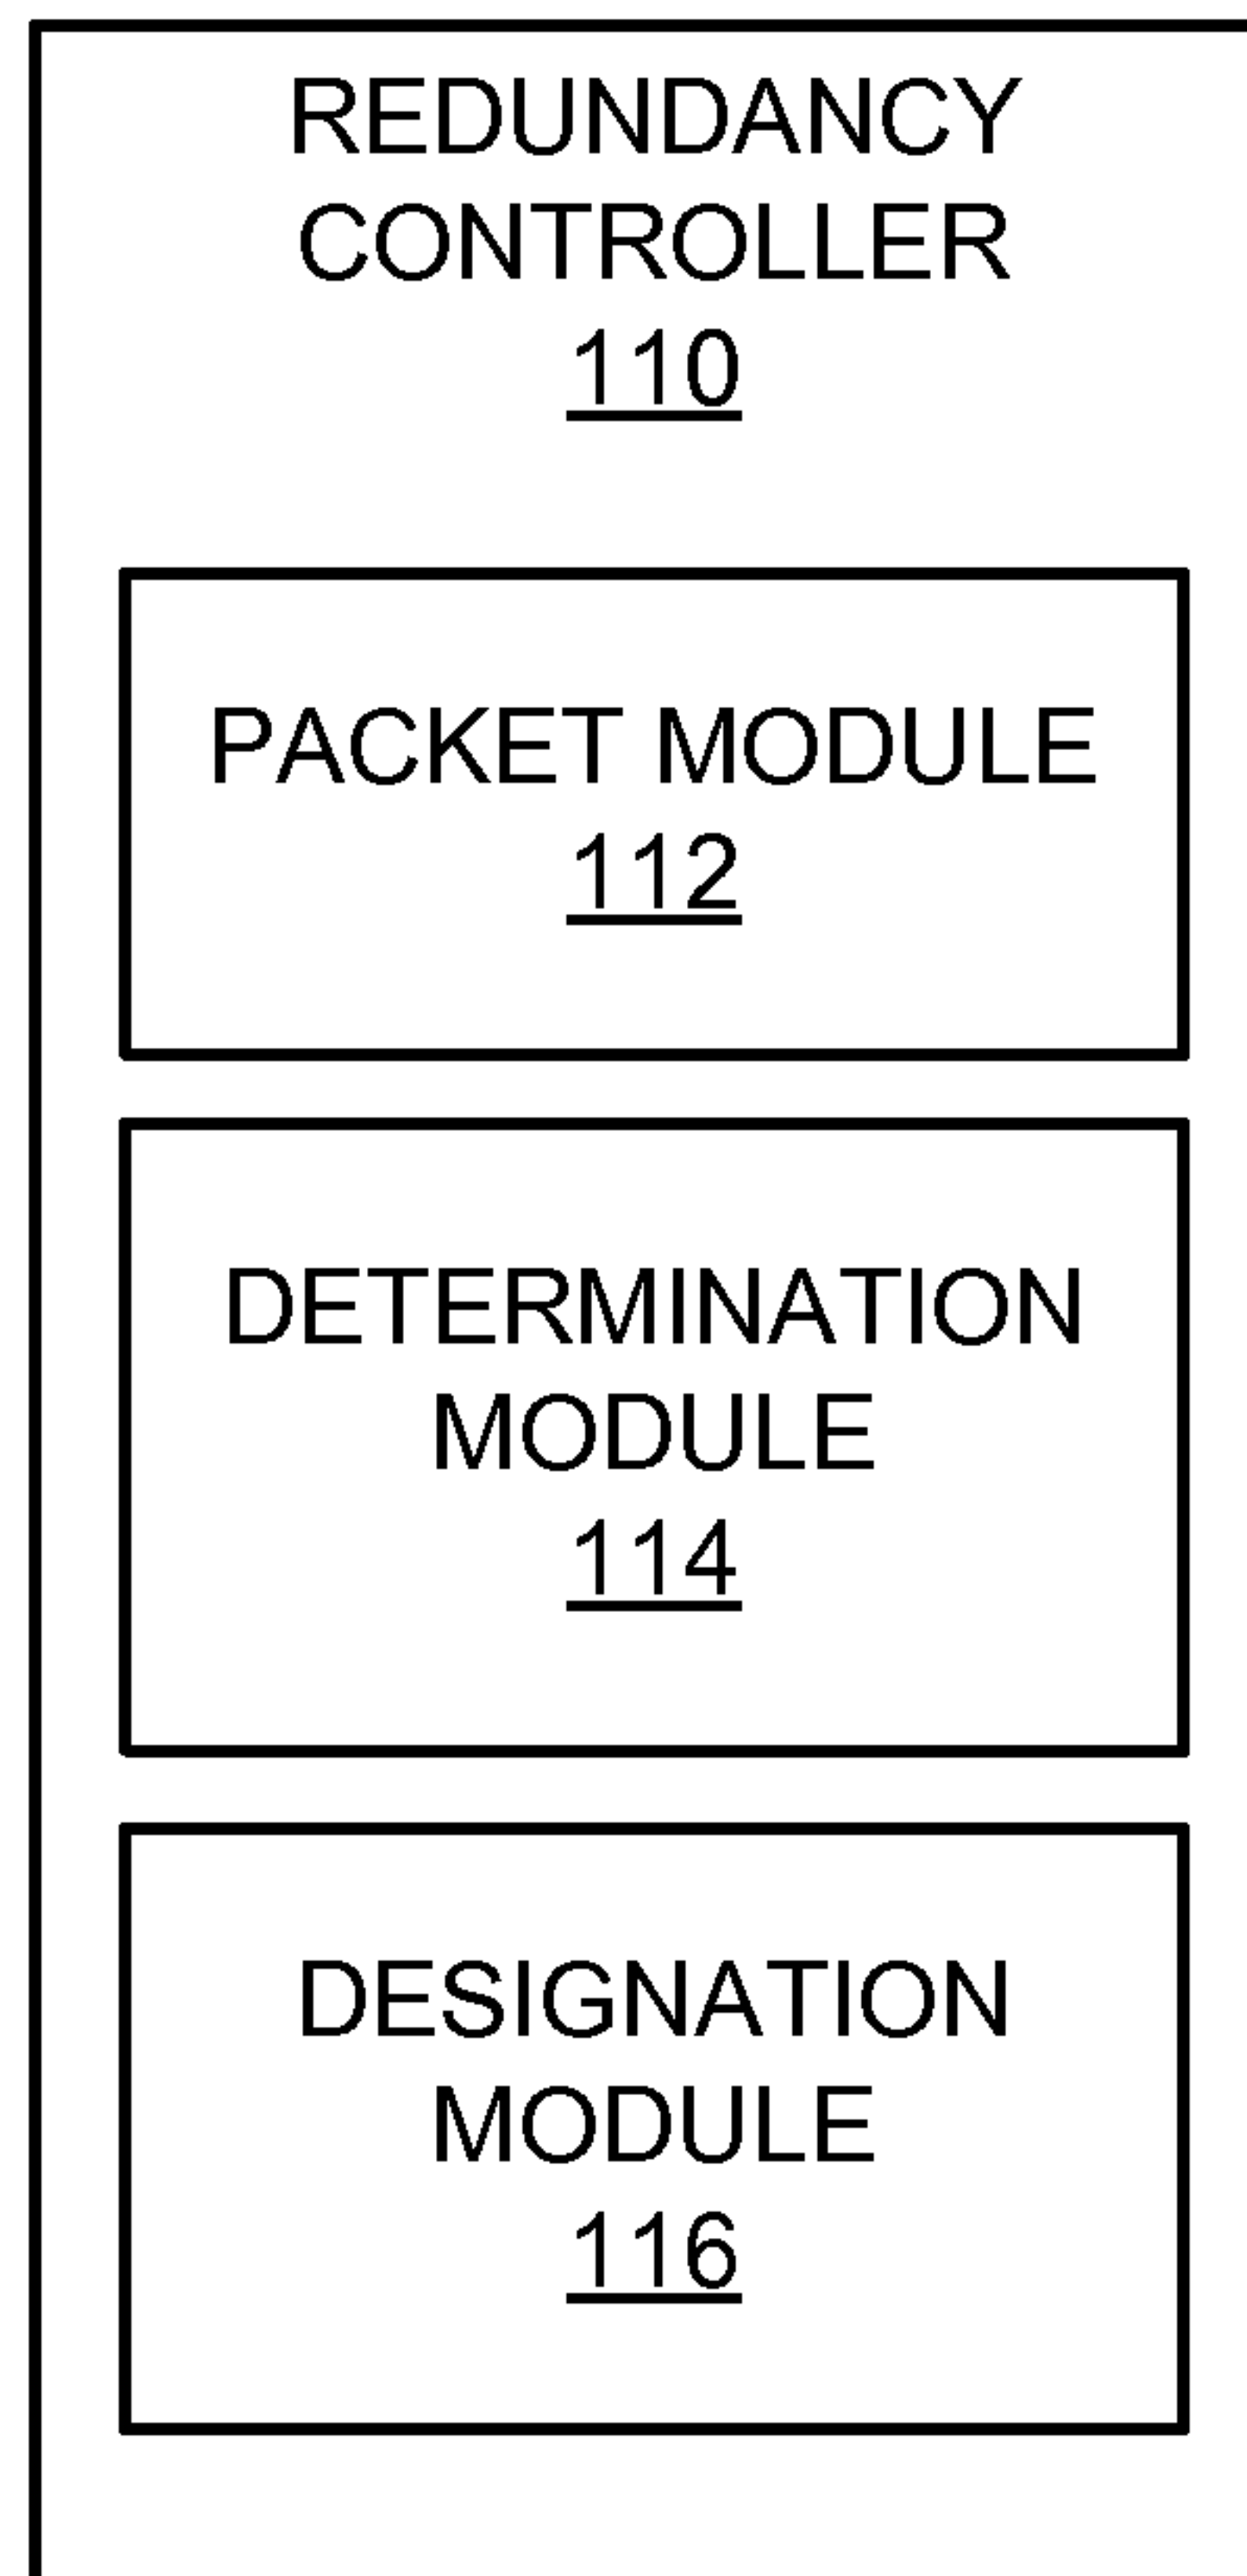 REDUNDANCY
CONTROLLER
110
PACKET MODULE
112
DETERMINATION
MODULE
114
DESIGNATION
MODULE
116